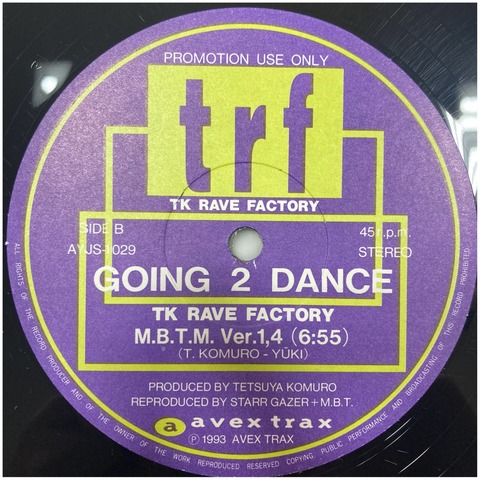 PROMOTION USE ONLY
trf
TK RAVE FACTORY
SIDE B
AYJS-1029
45 r.p.m.
STEREO
GOING 2 DANCE
TK RAVE FACTORY
M.B.T.M. Ver.1,4 (6:55)
(T. KOMURO - YŪKI)
PRODUCED BY TETSUYA KOMURO
REPRODUCED BY STARR GAZER + M.B.T.
a avex trax
Ⓟ 1993 AVEX TRAX
ALL RIGHTS OF THE RECORD PRODUCER AND OF THE OWNER OF THE WORK REPRODUCED RESERVED COPYING, PUBLIC PERFORMANCE AND BROADCASTING OF THIS RECORD PROHIBITED.